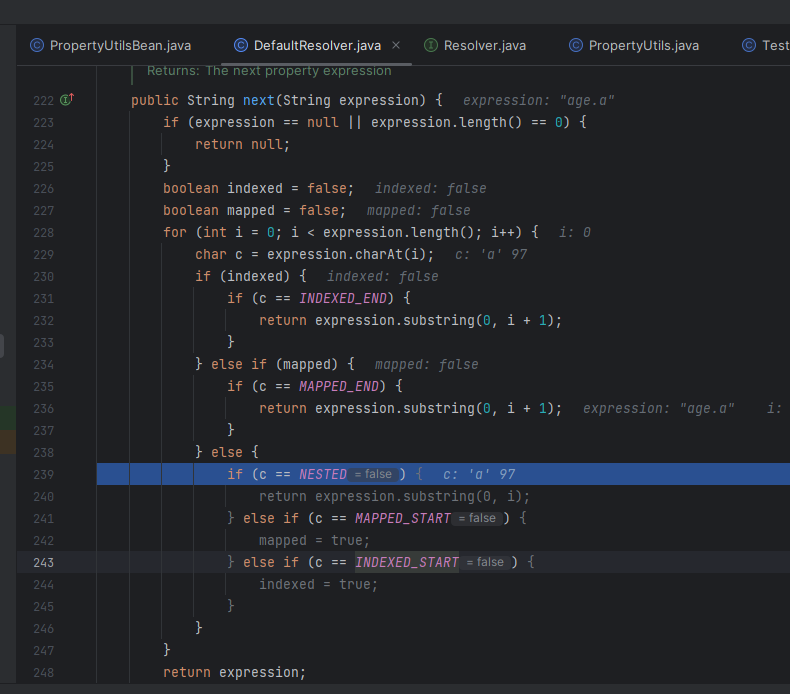 PropertyUtilsBean.java DefaultResolver.java Resolver.java PropertyUtils.java Test
Returns: The next property expression
222 public String next(String expression) { expression: "age.a"
223 if (expression == null || expression.length() == 0) {
224 return null;
225 }
226 boolean indexed = false; indexed: false
227 boolean mapped = false; mapped: false
228 for (int i = 0; i < expression.length(); i++) { i: 0
229 char c = expression.charAt(i); c: 'a' 97
230 if (indexed) { indexed: false
231 if (c == INDEXED_END) {
232 return expression.substring(0, i + 1);
233 }
234 } else if (mapped) { mapped: false
235 if (c == MAPPED_END) {
236 return expression.substring(0, i + 1); expression: "age.a" i:
237 }
238 } else {
239 if (c == NESTED = false ) { c: 'a' 97
240 return expression.substring(0, i);
241 } else if (c == MAPPED_START = false ) {
242 mapped = true;
243 } else if (c == INDEXED_START = false ) {
244 indexed = true;
245 }
246 }
247 }
248 return expression;